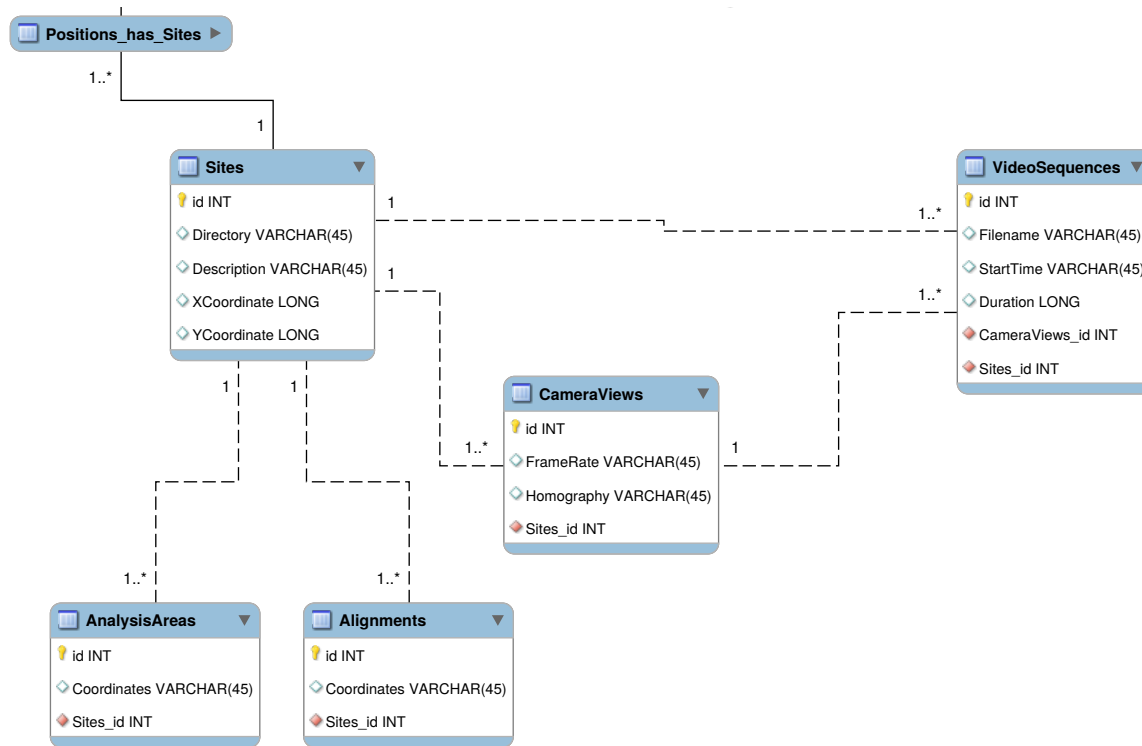 Positions_has_Sites
1..*
1
Sites
id INT
Directory VARCHAR(45)
Description VARCHAR(45)
XCoordinate LONG
YCoordinate LONG
1
1..*
1
1..*
VideoSequences
id INT
Filename VARCHAR(45)
StartTime VARCHAR(45)
Duration LONG
CameraViews_id INT
Sites_id INT
1
1
CameraViews
id INT
FrameRate VARCHAR(45)
Homography VARCHAR(45)
Sites_id INT
1..*
1
1..*
1..*
AnalysisAreas
id INT
Coordinates VARCHAR(45)
Sites_id INT
Alignments
id INT
Coordinates VARCHAR(45)
Sites_id INT